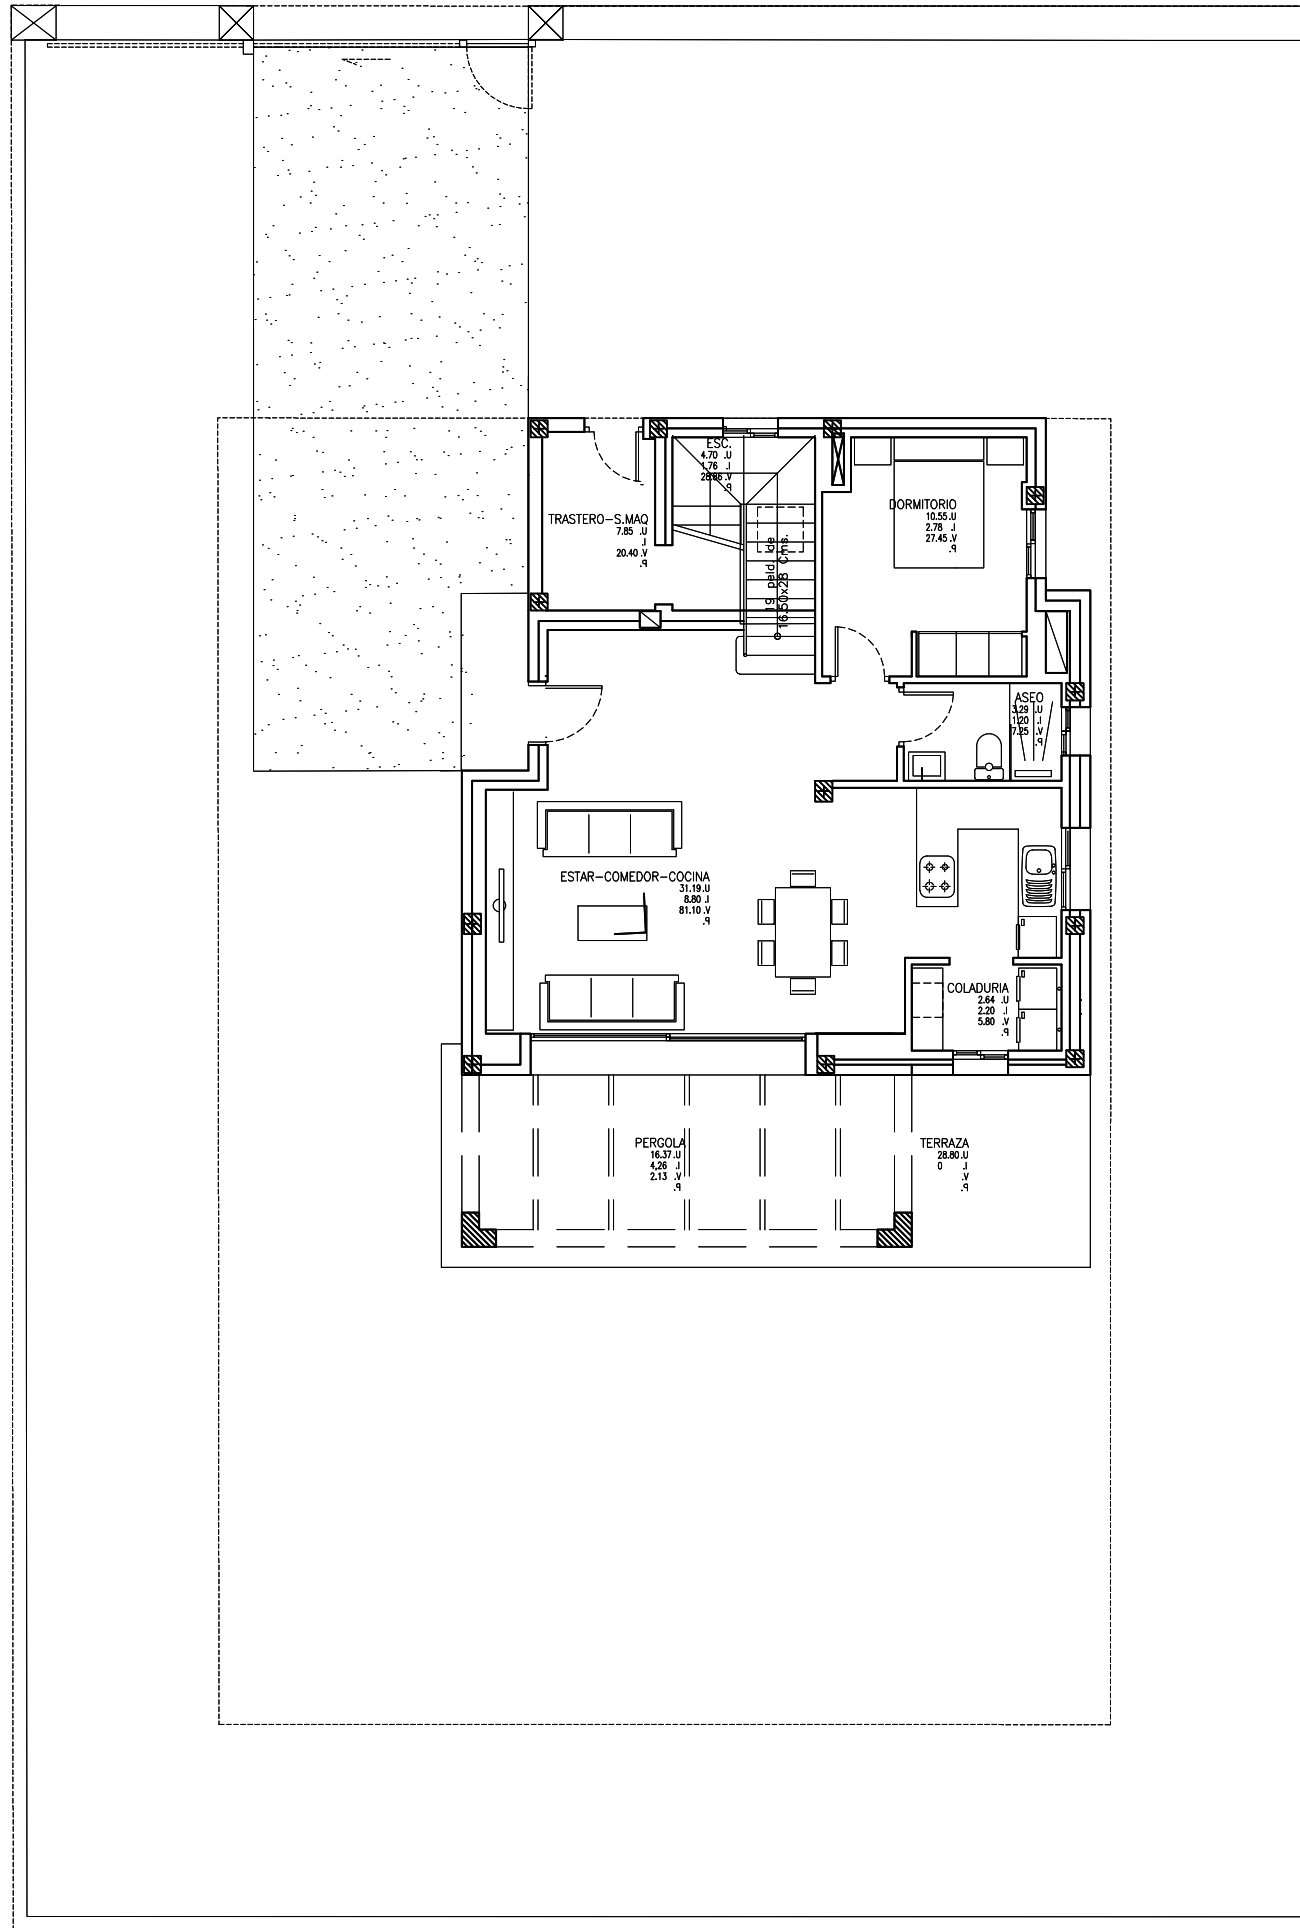 ESC.
4.70 .U
1.76 .I
28.86 .V
.P
DORMITORIO
10.55 .U
2.78 .I
27.45 .V
.P
TRASTERO-S.MAQ
7.85 .U
.I
20.40 .V
.P
19 peld. de
16.50x28 Cms.
ASEO
3.29 .U
1.20 .I
7.25 .V
.P
ESTAR-COMEDOR-COCINA
31.19 .U
8.80 .I
81.10 .V
.P
COLADURIA
2.64 .U
2.20 .I
5.80 .V
.P
PERGOLA
16.37 .U
4,26 .I
2.13 .V
.P
TERRAZA
28.80 .U
0 .I
.V
.P